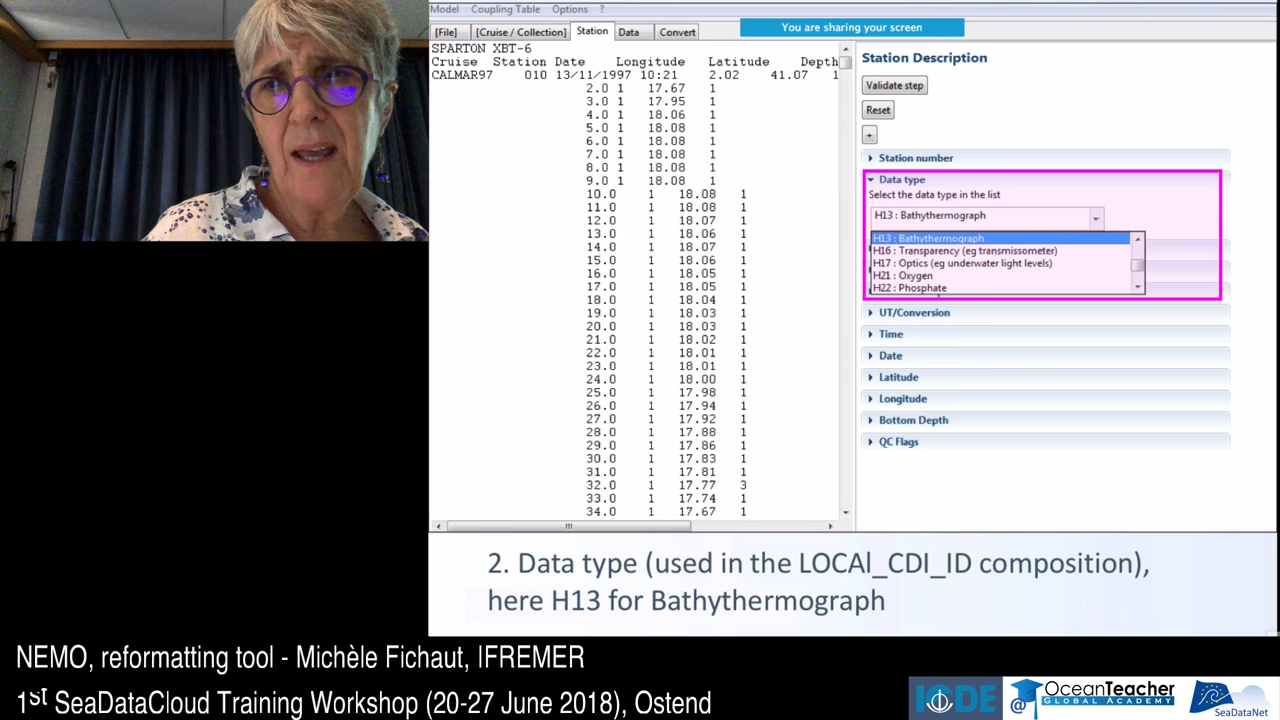 Model Coupling Table Options ?
You are sharing your screen
[File] [Cruise / Collection] Station Data Convert
SPARTON XBT-6
Cruise Station Date Longitude Latitude Depth
CALMAR97 010 13/11/1997 10:21 2.02 41.07 1
2.0 1 17.67 1
3.0 1 17.95 1
4.0 1 18.06 1
5.0 1 18.08 1
6.0 1 18.08 1
7.0 1 18.08 1
8.0 1 18.08 1
9.0 1 18.08 1
10.0 1 18.08 1
11.0 1 18.08 1
12.0 1 18.07 1
13.0 1 18.06 1
14.0 1 18.07 1
15.0 1 18.06 1
16.0 1 18.05 1
17.0 1 18.05 1
18.0 1 18.04 1
19.0 1 18.03 1
20.0 1 18.03 1
21.0 1 18.02 1
22.0 1 18.01 1
23.0 1 18.01 1
24.0 1 18.00 1
25.0 1 17.98 1
26.0 1 17.94 1
27.0 1 17.92 1
28.0 1 17.88 1
29.0 1 17.86 1
30.0 1 17.83 1
31.0 1 17.81 1
32.0 1 17.77 3
33.0 1 17.74 1
34.0 1 17.67 1
Station Description
Validate step
Reset
+
Station number
Data type
Select the data type in the list
H13 : Bathythermograph
H13 : Bathythermograph
H16 : Transparency (eg transmissometer)
H17 : Optics (eg underwater light levels)
H21 : Oxygen
H22 : Phosphate
UT/Conversion
Time
Date
Latitude
Longitude
Bottom Depth
QC Flags
2. Data type (used in the LOCAl_CDI_ID composition),
here H13 for Bathythermograph
NEMO, reformatting tool - Michèle Fichaut, IFREMER
1st SeaDataCloud Training Workshop (20-27 June 2018), Ostend
IODE
@ OceanTeacher
GLOBAL ACADEMY
SeaDataNet